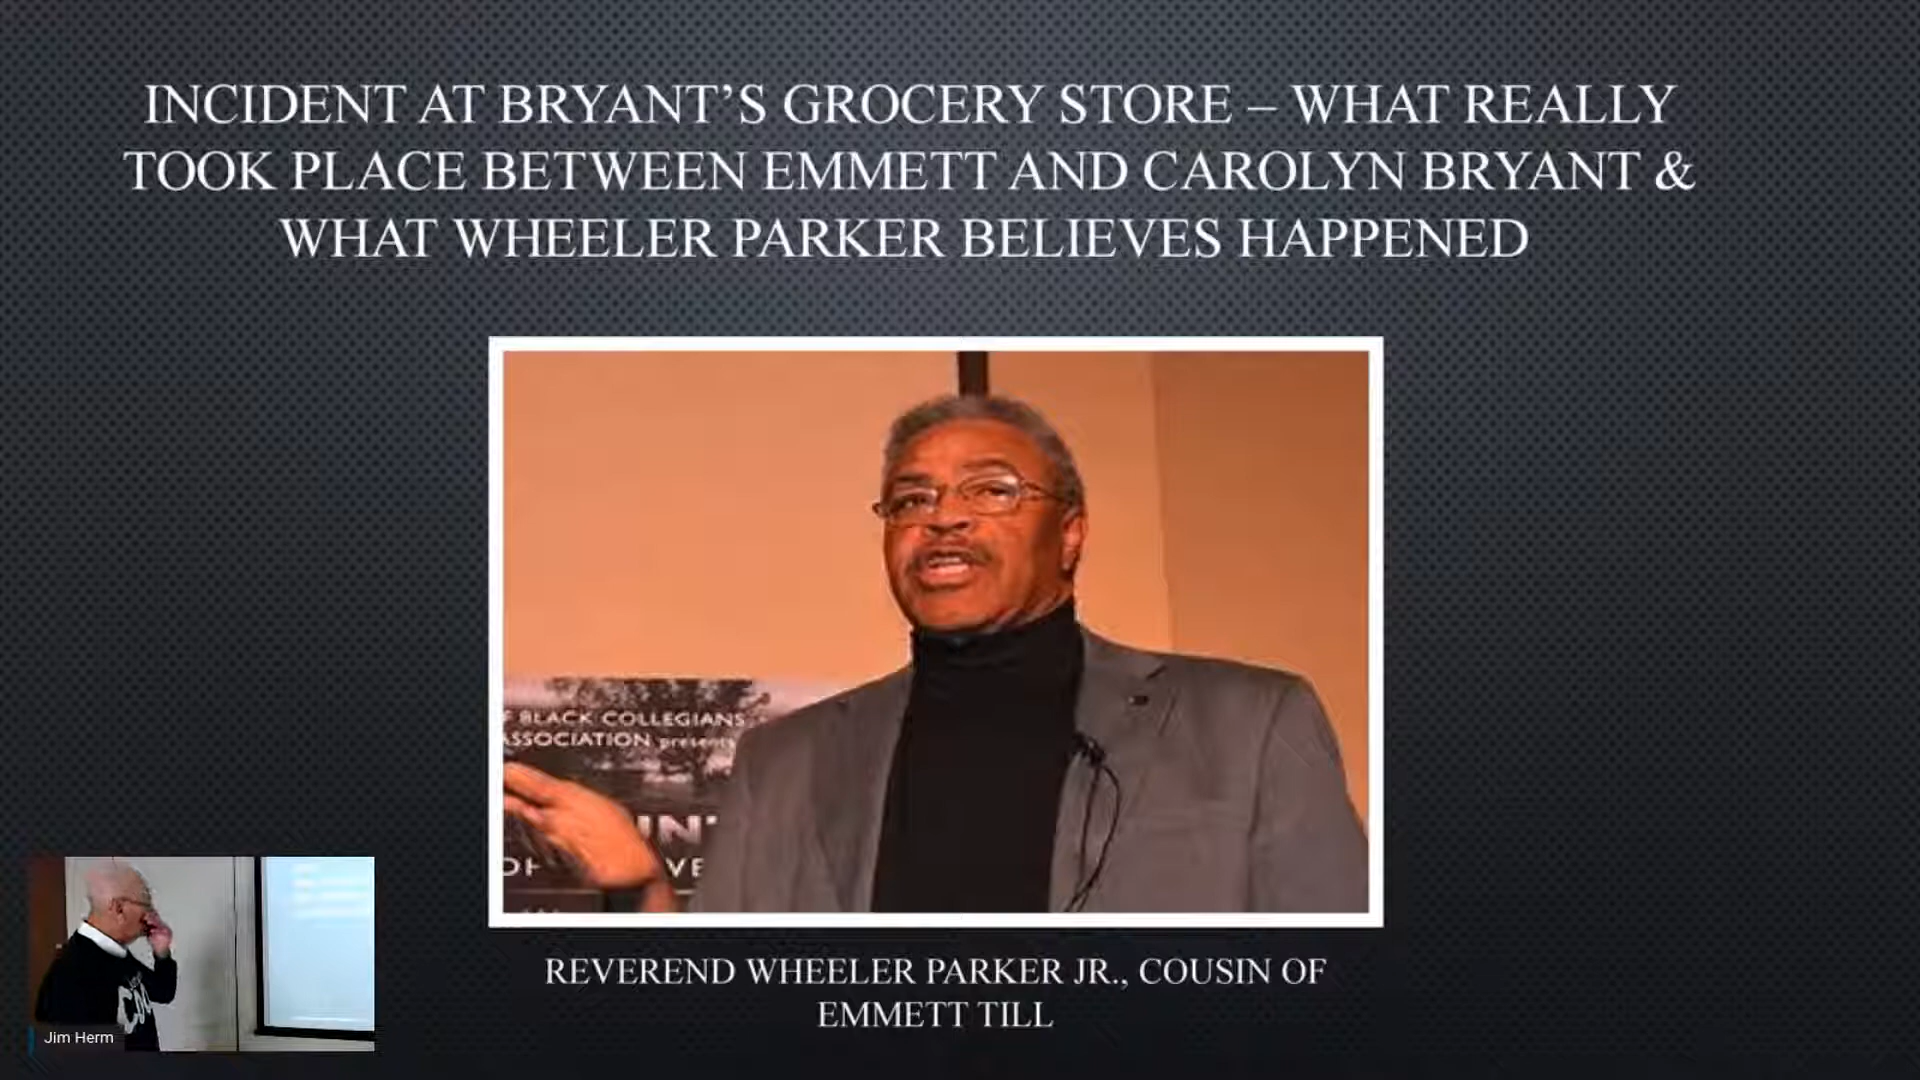 INCIDENT AT BRYANT’S GROCERY STORE – WHAT REALLY
TOOK PLACE BETWEEN EMMETT AND CAROLYN BRYANT &
WHAT WHEELER PARKER BELIEVES HAPPENED
F BLACK COLLEGIANS
ASSOCIATION presents
REVEREND WHEELER PARKER JR., COUSIN OF
EMMETT TILL
Jim Herm